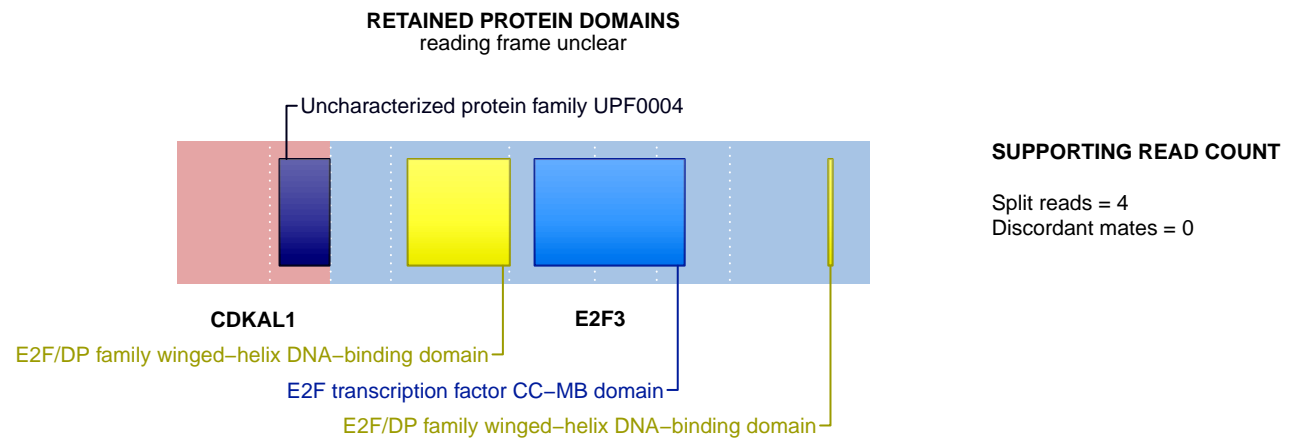 RETAINED PROTEIN DOMAINS
reading frame unclear
Uncharacterized protein family UPF0004
SUPPORTING READ COUNT
Split reads = 4
Discordant mates = 0
CDKAL1
E2F3
E2F/DP family winged−helix DNA−binding domain
E2F transcription factor CC−MB domain
E2F/DP family winged−helix DNA−binding domain